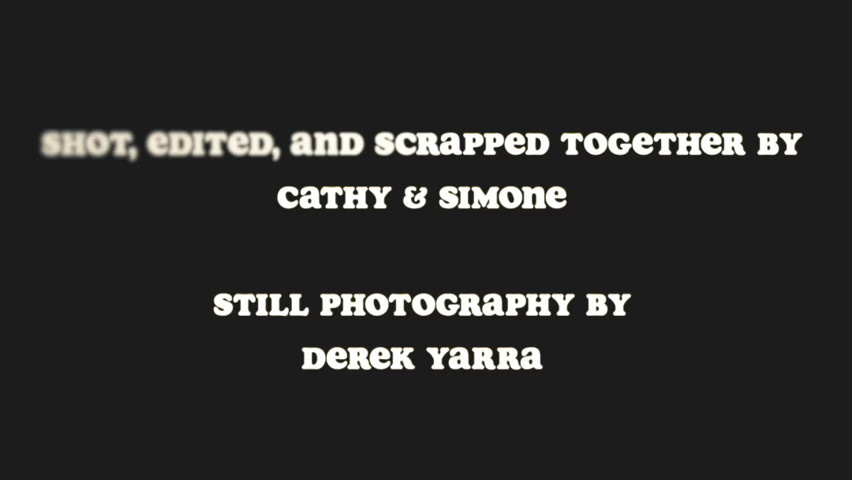 SHOT, EDITED, AND SCRAPPED TOGETHER BY
CATHY & SIMONE
STILL PHOTOGRAPHY BY
DEREK YARRA